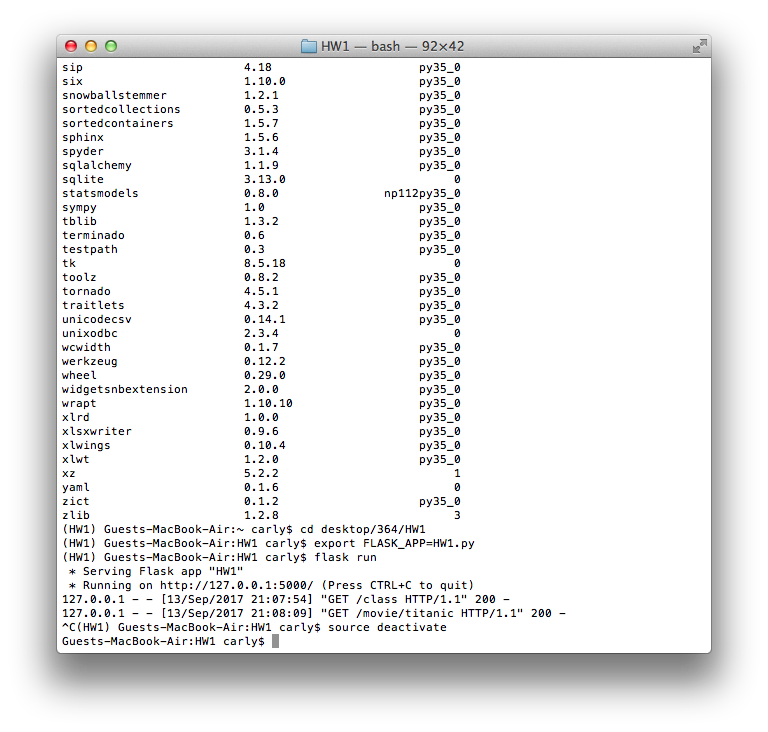 HW1 — bash — 92×42
sip 4.18 py35_0
six 1.10.0 py35_0
snowballstemmer 1.2.1 py35_0
sortedcollections 0.5.3 py35_0
sortedcontainers 1.5.7 py35_0
sphinx 1.5.6 py35_0
spyder 3.1.4 py35_0
sqlalchemy 1.1.9 py35_0
sqlite 3.13.0 0
statsmodels 0.8.0 np112py35_0
sympy 1.0 py35_0
tblib 1.3.2 py35_0
terminado 0.6 py35_0
testpath 0.3 py35_0
tk 8.5.18 0
toolz 0.8.2 py35_0
tornado 4.5.1 py35_0
traitlets 4.3.2 py35_0
unicodecsv 0.14.1 py35_0
unixodbc 2.3.4 0
wcwidth 0.1.7 py35_0
werkzeug 0.12.2 py35_0
wheel 0.29.0 py35_0
widgetsnbextension 2.0.0 py35_0
wrapt 1.10.10 py35_0
xlrd 1.0.0 py35_0
xlsxwriter 0.9.6 py35_0
xlwings 0.10.4 py35_0
xlwt 1.2.0 py35_0
xz 5.2.2 1
yaml 0.1.6 0
zict 0.1.2 py35_0
zlib 1.2.8 3
(HW1) Guests-MacBook-Air:~ carly$ cd desktop/364/HW1
(HW1) Guests-MacBook-Air:HW1 carly$ export FLASK_APP=HW1.py
(HW1) Guests-MacBook-Air:HW1 carly$ flask run
 * Serving Flask app "HW1"
 * Running on http://127.0.0.1:5000/ (Press CTRL+C to quit)
127.0.0.1 - - [13/Sep/2017 21:07:54] "GET /class HTTP/1.1" 200 -
127.0.0.1 - - [13/Sep/2017 21:08:09] "GET /movie/titanic HTTP/1.1" 200 -
^C(HW1) Guests-MacBook-Air:HW1 carly$ source deactivate
Guests-MacBook-Air:HW1 carly$